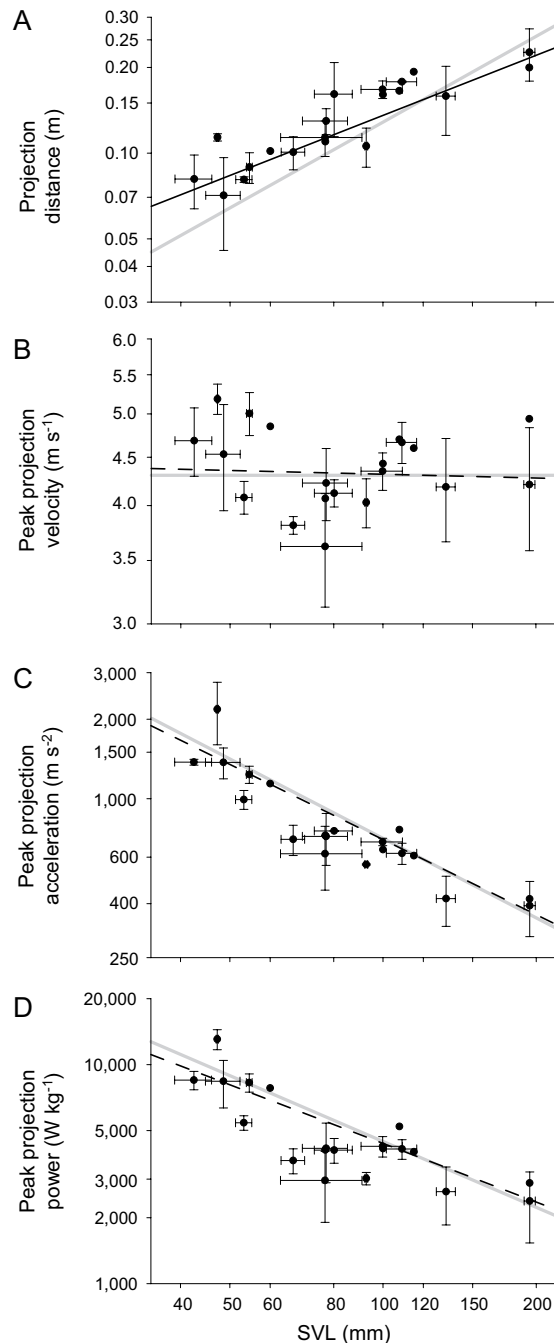 A
0.30
0.20
0.15
0.10
0.07
0.05
0.04
0.03
Projection
distance (m)
B
6.0
5.5
5.0
4.5
4.0
3.5
3.0
Peak projection
velocity (m s-1)
C
3,000
2,000
1,500
1,000
600
400
250
Peak projection
acceleration (m s-2)
D
20,000
10,000
5,000
3,000
2,000
1,000
Peak projection
power (W kg-1)
40 50 60 80 100 120 160 200
SVL (mm)